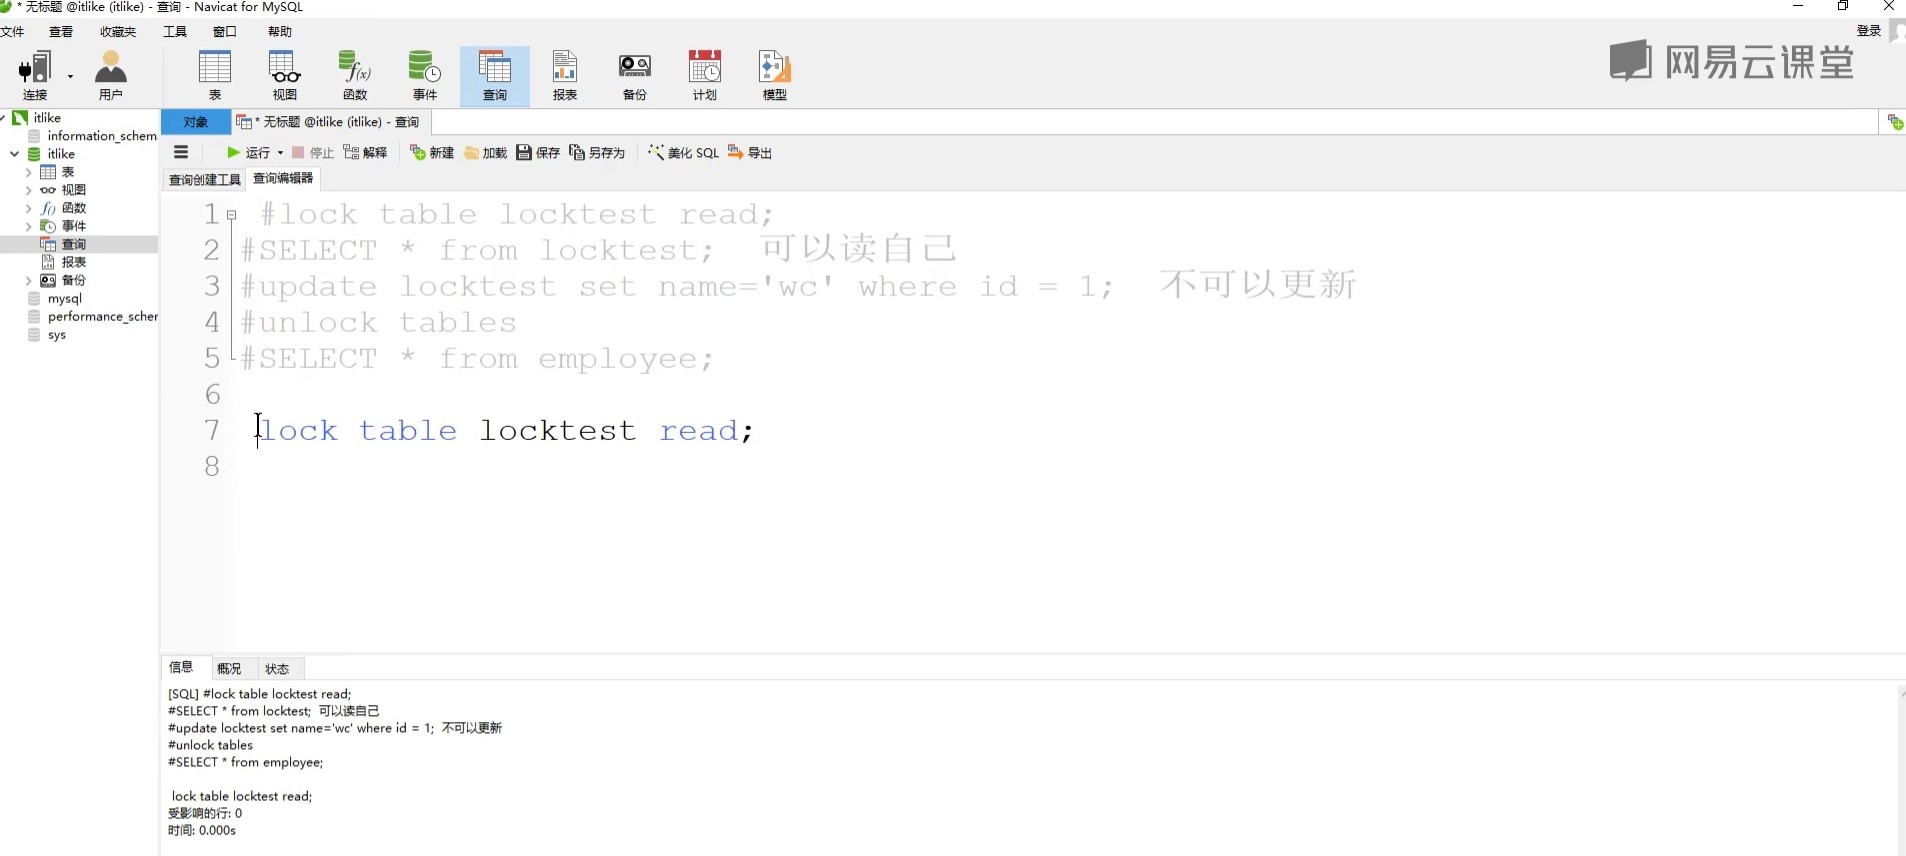 * 无标题 @itlike (itlike) - 查询 - Navicat for MySQL
文件 查看 收藏夹 工具 窗口 帮助
登录
网易云课堂
连接 用户 表 视图 函数 事件 查询 报表 备份 计划 模型
itlike
information_schem
itlike
表
视图
函数
事件
查询
报表
备份
mysql
performance_scher
sys
对象 * 无标题 @itlike (itlike) - 查询
运行 停止 解释 新建 加载 保存 另存为 美化 SQL 导出
查询创建工具 查询编辑器
1 #lock table locktest read;
2 #SELECT * from locktest; 可以读自己
3 #update locktest set name='wc' where id = 1; 不可以更新
4 #unlock tables
5 #SELECT * from employee;
6
7 lock table locktest read;
8
信息 概况 状态
[SQL] #lock table locktest read;
#SELECT * from locktest; 可以读自己
#update locktest set name='wc' where id = 1; 不可以更新
#unlock tables
#SELECT * from employee;
lock table locktest read;
受影响的行: 0
时间: 0.000s